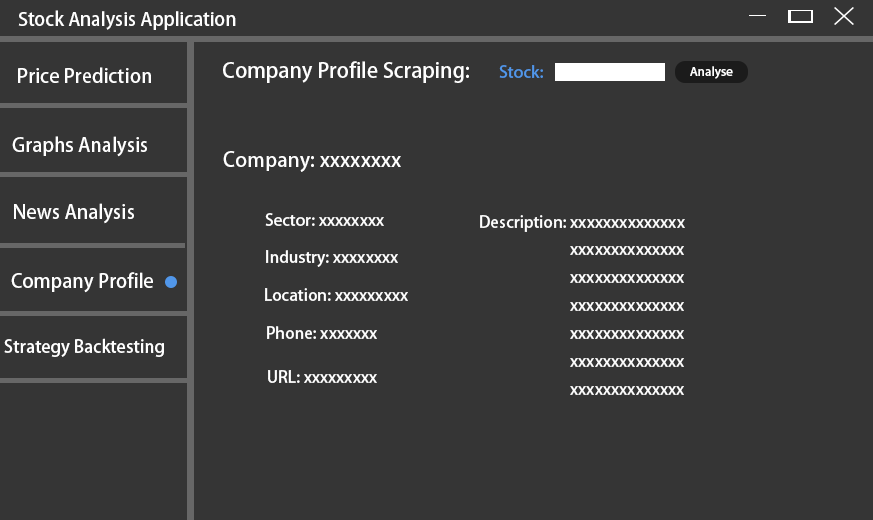 Stock Analysis Application
Price Prediction
Graphs Analysis
News Analysis
Company Profile
Strategy Backtesting
Company Profile Scraping: Stock: Analyse
Company: xxxxxxxx
Sector: xxxxxxxx
Industry: xxxxxxxx
Location: xxxxxxxxx
Phone: xxxxxxx
URL: xxxxxxxxx
Description: xxxxxxxxxxxxxx
xxxxxxxxxxxxxx
xxxxxxxxxxxxxx
xxxxxxxxxxxxxx
xxxxxxxxxxxxxx
xxxxxxxxxxxxxx
xxxxxxxxxxxxxx